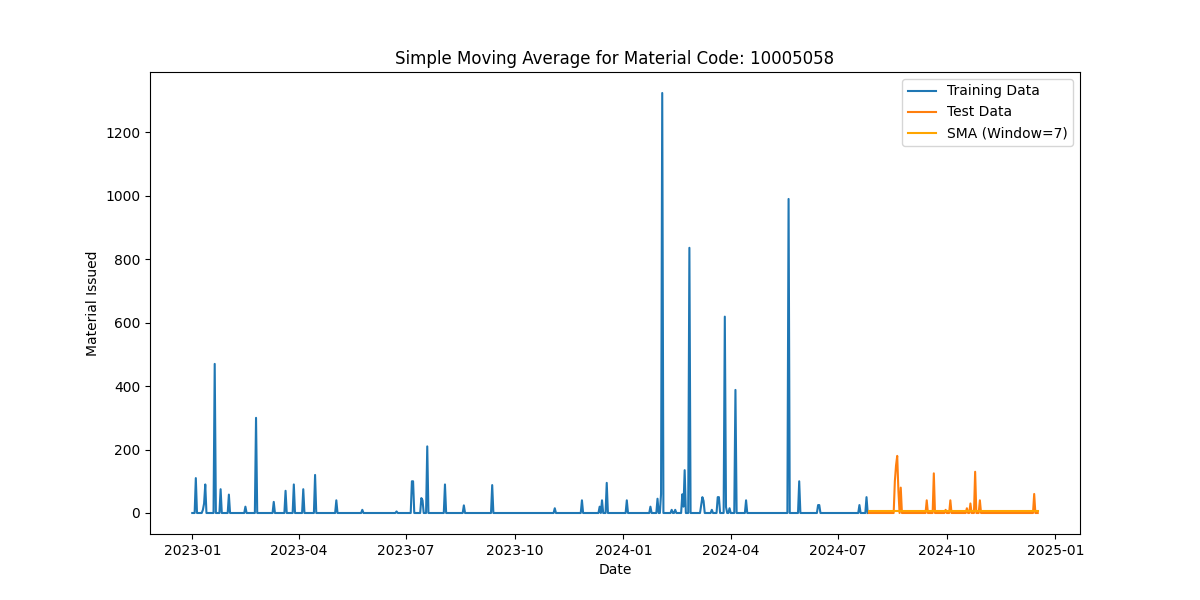 Simple Moving Average for Material Code: 10005058
Training Data
Test Data
SMA (Window=7)
Material Issued
1200
1000
800
600
400
200
0
2023-01 2023-04 2023-07 2023-10 2024-01 2024-04 2024-07 2024-10 2025-01
Date